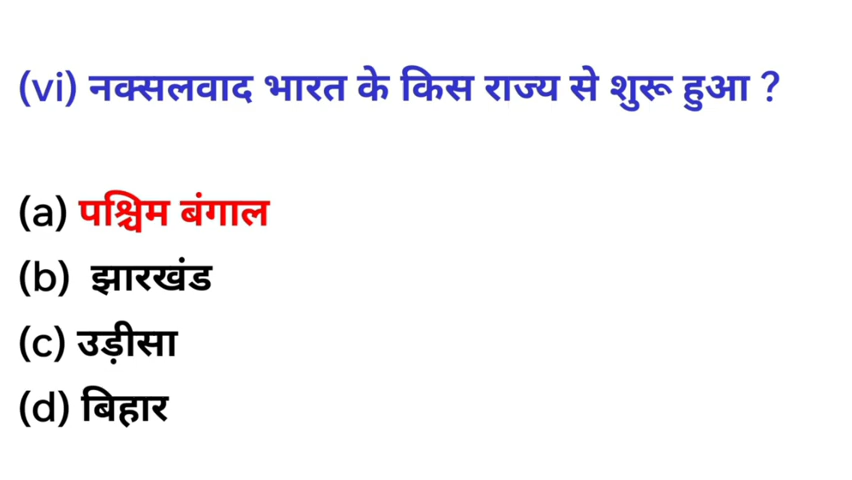 (vi) नक्सलवाद भारत के किस राज्य से शुरू हुआ ?
(a) पश्चिम बंगाल
(b) झारखंड
(c) उड़ीसा
(d) बिहार